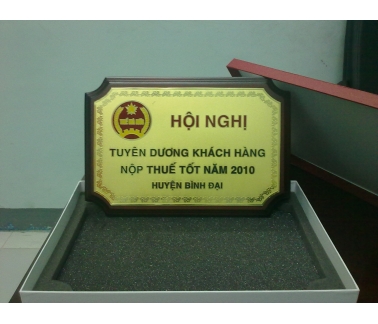 HỘI NGHỊ
TUYÊN DƯƠNG KHÁCH HÀNG
NỘP THUẾ TỐT NĂM 2010
HUYỆN BÌNH ĐẠI